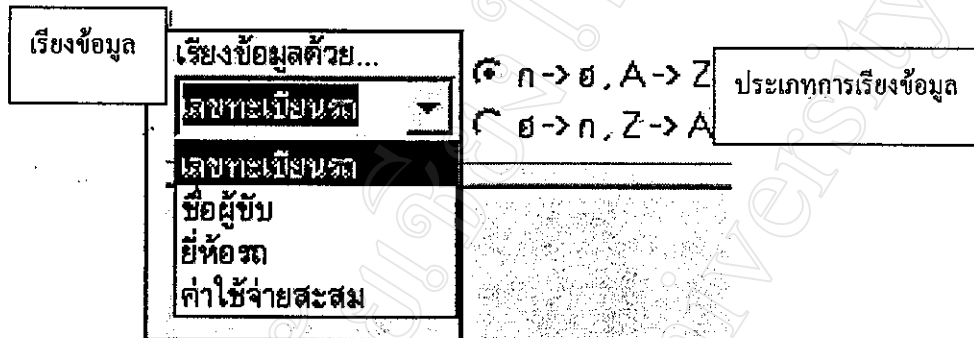 เรียงข้อมูล
เรียงข้อมูลด้วย...
เลขทะเบียนรถ
เลขทะเบียนรถ
ชื่อผู้ขับ
ยี่ห้อรถ
ค่าใช้จ่ายสะสม
ก->ฮ, A-> Z
ฮ->ก, Z-> A
ประเภทการเรียงข้อมูล